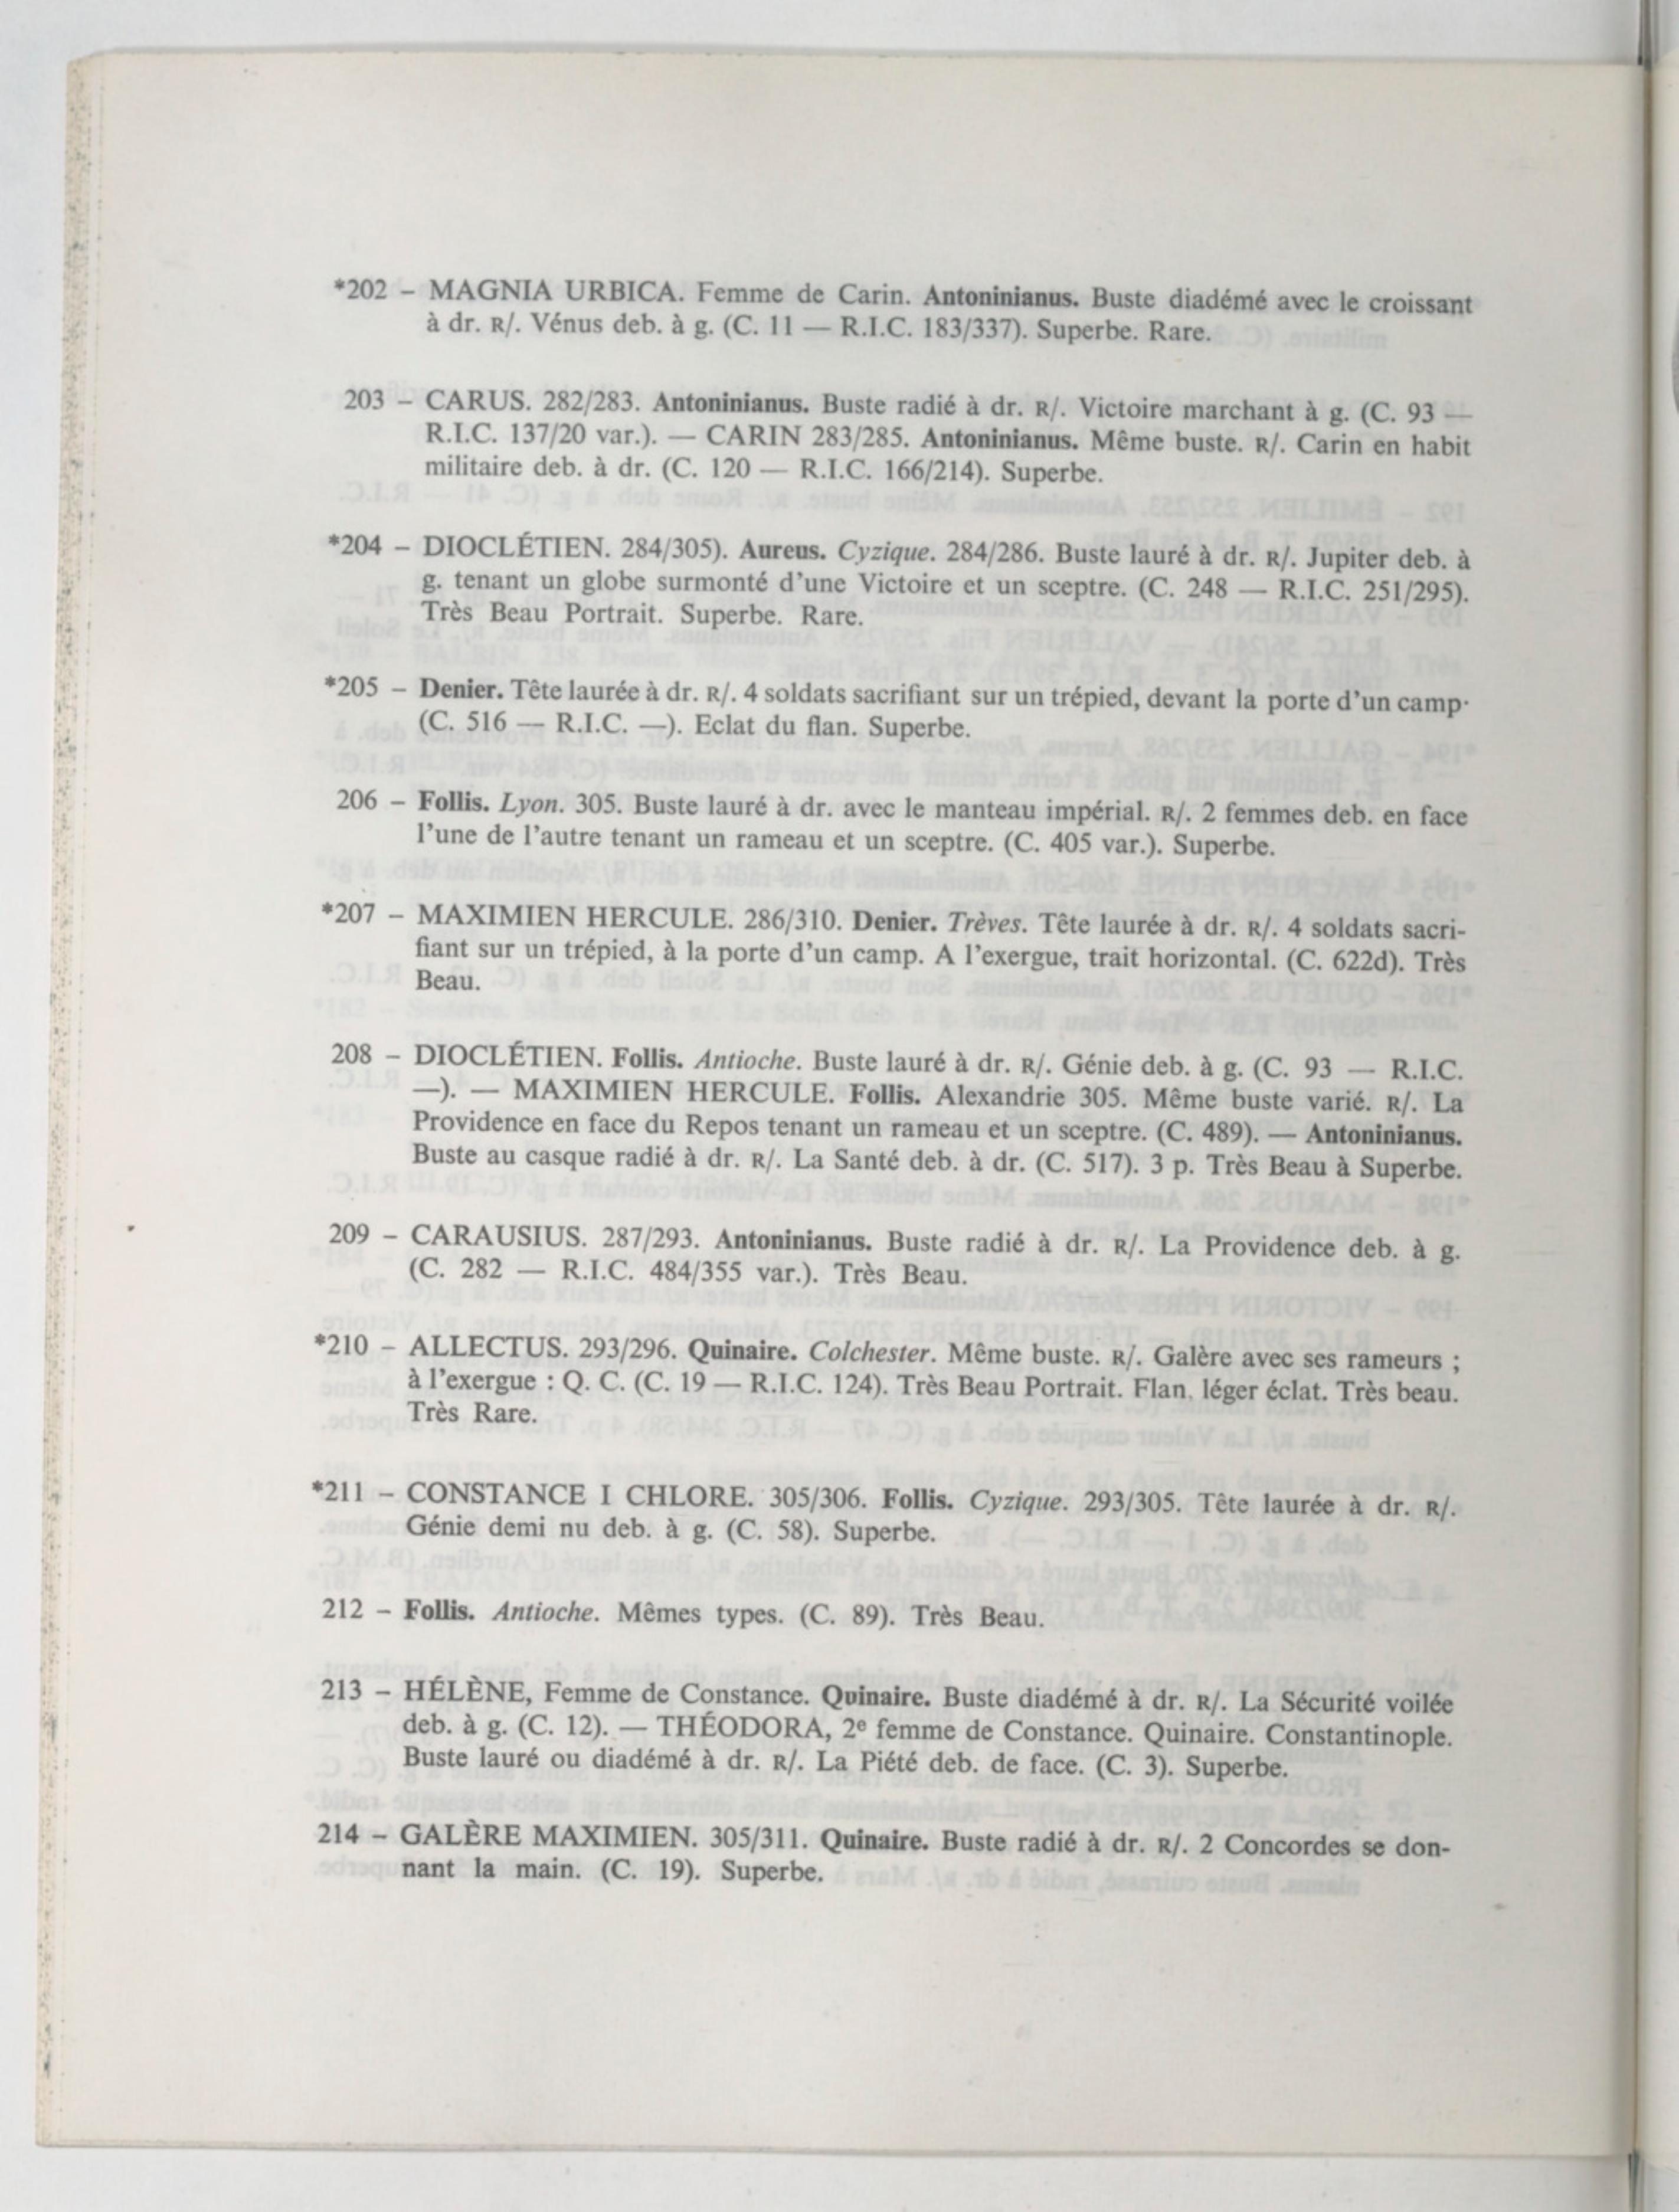 *202 – MAGNIA URBICA. Femme de Carin. Antoninianus. Buste diadémé avec le croissant
à dr. R/. Vénus deb. à g. (C. 11 — R.I.C. 183/337). Superbe. Rare.
203 – CARUS. 282/283. Antoninianus. Buste radié à dr. R/. Victoire marchant à g. (C. 93 —
R.I.C. 137/20 var.). — CARIN 283/285. Antoninianus. Même buste. R/. Carin en habit
militaire deb. à dr. (C. 120 — R.I.C. 166/214). Superbe.
*204 – DIOCLÉTIEN. 284/305). Aureus. Cyzique. 284/286. Buste lauré à dr. R/. Jupiter deb. à
g. tenant un globe surmonté d'une Victoire et un sceptre. (C. 248 — R.I.C. 251/295).
Très Beau Portrait. Superbe. Rare.
*205 – Denier. Tête laurée à dr. R/. 4 soldats sacrifiant sur un trépied, devant la porte d'un camp·
(C. 516 — R.I.C. —). Eclat du flan. Superbe.
206 – Follis. Lyon. 305. Buste lauré à dr. avec le manteau impérial. R/. 2 femmes deb. en face
l'une de l'autre tenant un rameau et un sceptre. (C. 405 var.). Superbe.
*207 – MAXIMIEN HERCULE. 286/310. Denier. Trèves. Tête laurée à dr. R/. 4 soldats sacri-
fiant sur un trépied, à la porte d'un camp. A l'exergue, trait horizontal. (C. 622d). Très
Beau.
208 – DIOCLÉTIEN. Follis. Antioche. Buste lauré à dr. R/. Génie deb. à g. (C. 93 — R.I.C.
—). — MAXIMIEN HERCULE. Follis. Alexandrie 305. Même buste varié. R/. La
Providence en face du Repos tenant un rameau et un sceptre. (C. 489). — Antoninianus.
Buste au casque radié à dr. R/. La Santé deb. à dr. (C. 517). 3 p. Très Beau à Superbe.
209 – CARAUSIUS. 287/293. Antoninianus. Buste radié à dr. R/. La Providence deb. à g.
(C. 282 — R.I.C. 484/355 var.). Très Beau.
*210 – ALLECTUS. 293/296. Quinaire. Colchester. Même buste. R/. Galère avec ses rameurs ;
à l'exergue : Q. C. (C. 19 — R.I.C. 124). Très Beau Portrait. Flan, léger éclat. Très beau.
Très Rare.
*211 – CONSTANCE I CHLORE. 305/306. Follis. Cyzique. 293/305. Tête laurée à dr. R/.
Génie demi nu deb. à g. (C. 58). Superbe.
212 – Follis. Antioche. Mêmes types. (C. 89). Très Beau.
213 – HÉLÈNE, Femme de Constance. Quinaire. Buste diadémé à dr. R/. La Sécurité voilée
deb. à g. (C. 12). — THÉODORA, 2e femme de Constance. Quinaire. Constantinople.
Buste lauré ou diadémé à dr. R/. La Piété deb. de face. (C. 3). Superbe.
214 – GALÈRE MAXIMIEN. 305/311. Quinaire. Buste radié à dr. R/. 2 Concordes se don-
nant la main. (C. 19). Superbe.